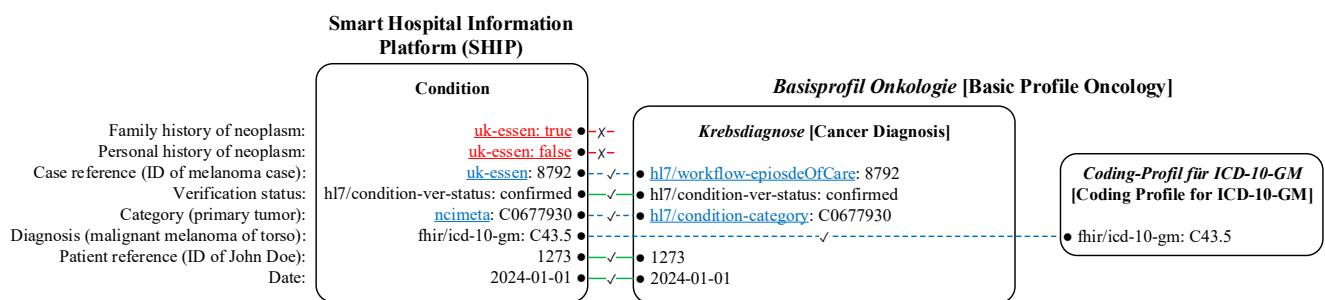 Smart Hospital Information
Platform (SHIP)
Condition
Basisprofil Onkologie [Basic Profile Oncology]
Krebsdiagnose [Cancer Diagnosis]
Coding-Profil für ICD-10-GM
[Coding Profile for ICD-10-GM]
Family history of neoplasm: uk-essen: true ✗
Personal history of neoplasm: uk-essen: false ✗
Case reference (ID of melanoma case): uk-essen: 8792 ✓ hl7/workflow-epiosdeOfCare: 8792
Verification status: hl7/condition-ver-status: confirmed ✓ hl7/condition-ver-status: confirmed
Category (primary tumor): ncimeta: C0677930 ✓ hl7/condition-category: C0677930
Diagnosis (malignant melanoma of torso): fhir/icd-10-gm: C43.5 ✓ fhir/icd-10-gm: C43.5
Patient reference (ID of John Doe): 1273 ✓ 1273
Date: 2024-01-01 ✓ 2024-01-01